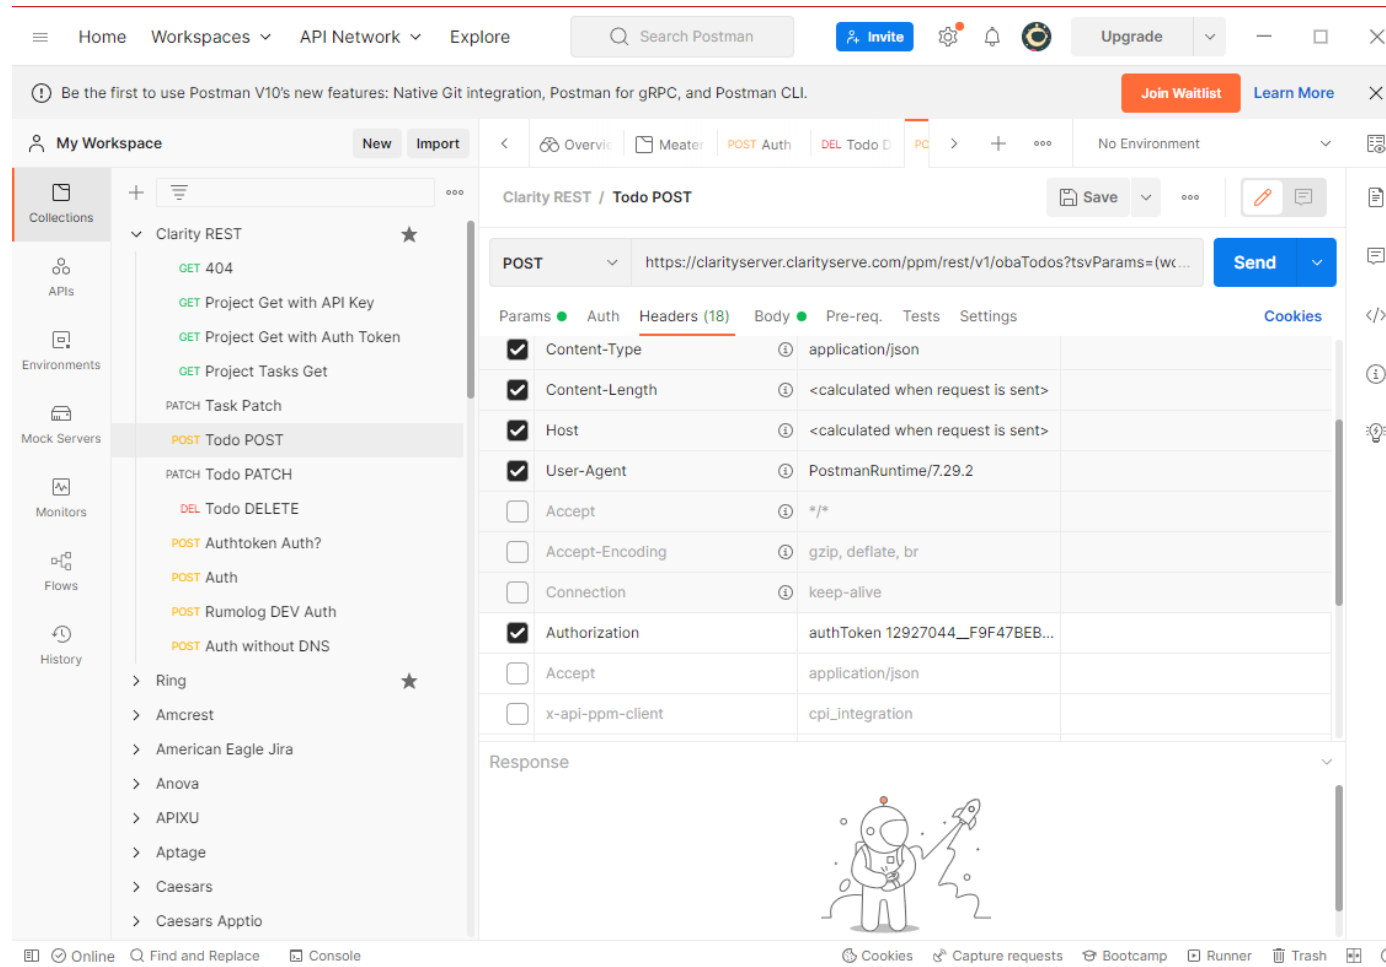 Home Workspaces API Network Explore Search Postman Invite Upgrade
Be the first to use Postman V10's new features: Native Git integration, Postman for gRPC, and Postman CLI. Join Waitlist Learn More
My Workspace New Import
Overvie Meater POST Auth DEL Todo D PO No Environment
Collections
APIs
Environments
Mock Servers
Monitors
Flows
History
Clarity REST
GET 404
GET Project Get with API Key
GET Project Get with Auth Token
GET Project Tasks Get
PATCH Task Patch
POST Todo POST
PATCH Todo PATCH
DEL Todo DELETE
POST Authtoken Auth?
POST Auth
POST Rumolog DEV Auth
POST Auth without DNS
Ring
Amcrest
American Eagle Jira
Anova
APIXU
Aptage
Caesars
Caesars Apptio
Clarity REST / Todo POST Save
POST https://clarityserver.clarityserve.com/ppm/rest/v1/obaTodos?tsvParams=(wc... Send
Params Auth Headers (18) Body Pre-req. Tests Settings Cookies
Content-Type application/json
Content-Length <calculated when request is sent>
Host <calculated when request is sent>
User-Agent PostmanRuntime/7.29.2
Accept */*
Accept-Encoding gzip, deflate, br
Connection keep-alive
Authorization authToken 12927044__F9F47BEB...
Accept application/json
x-api-ppm-client cpi_integration
Response
Online Find and Replace Console Cookies Capture requests Bootcamp Runner Trash